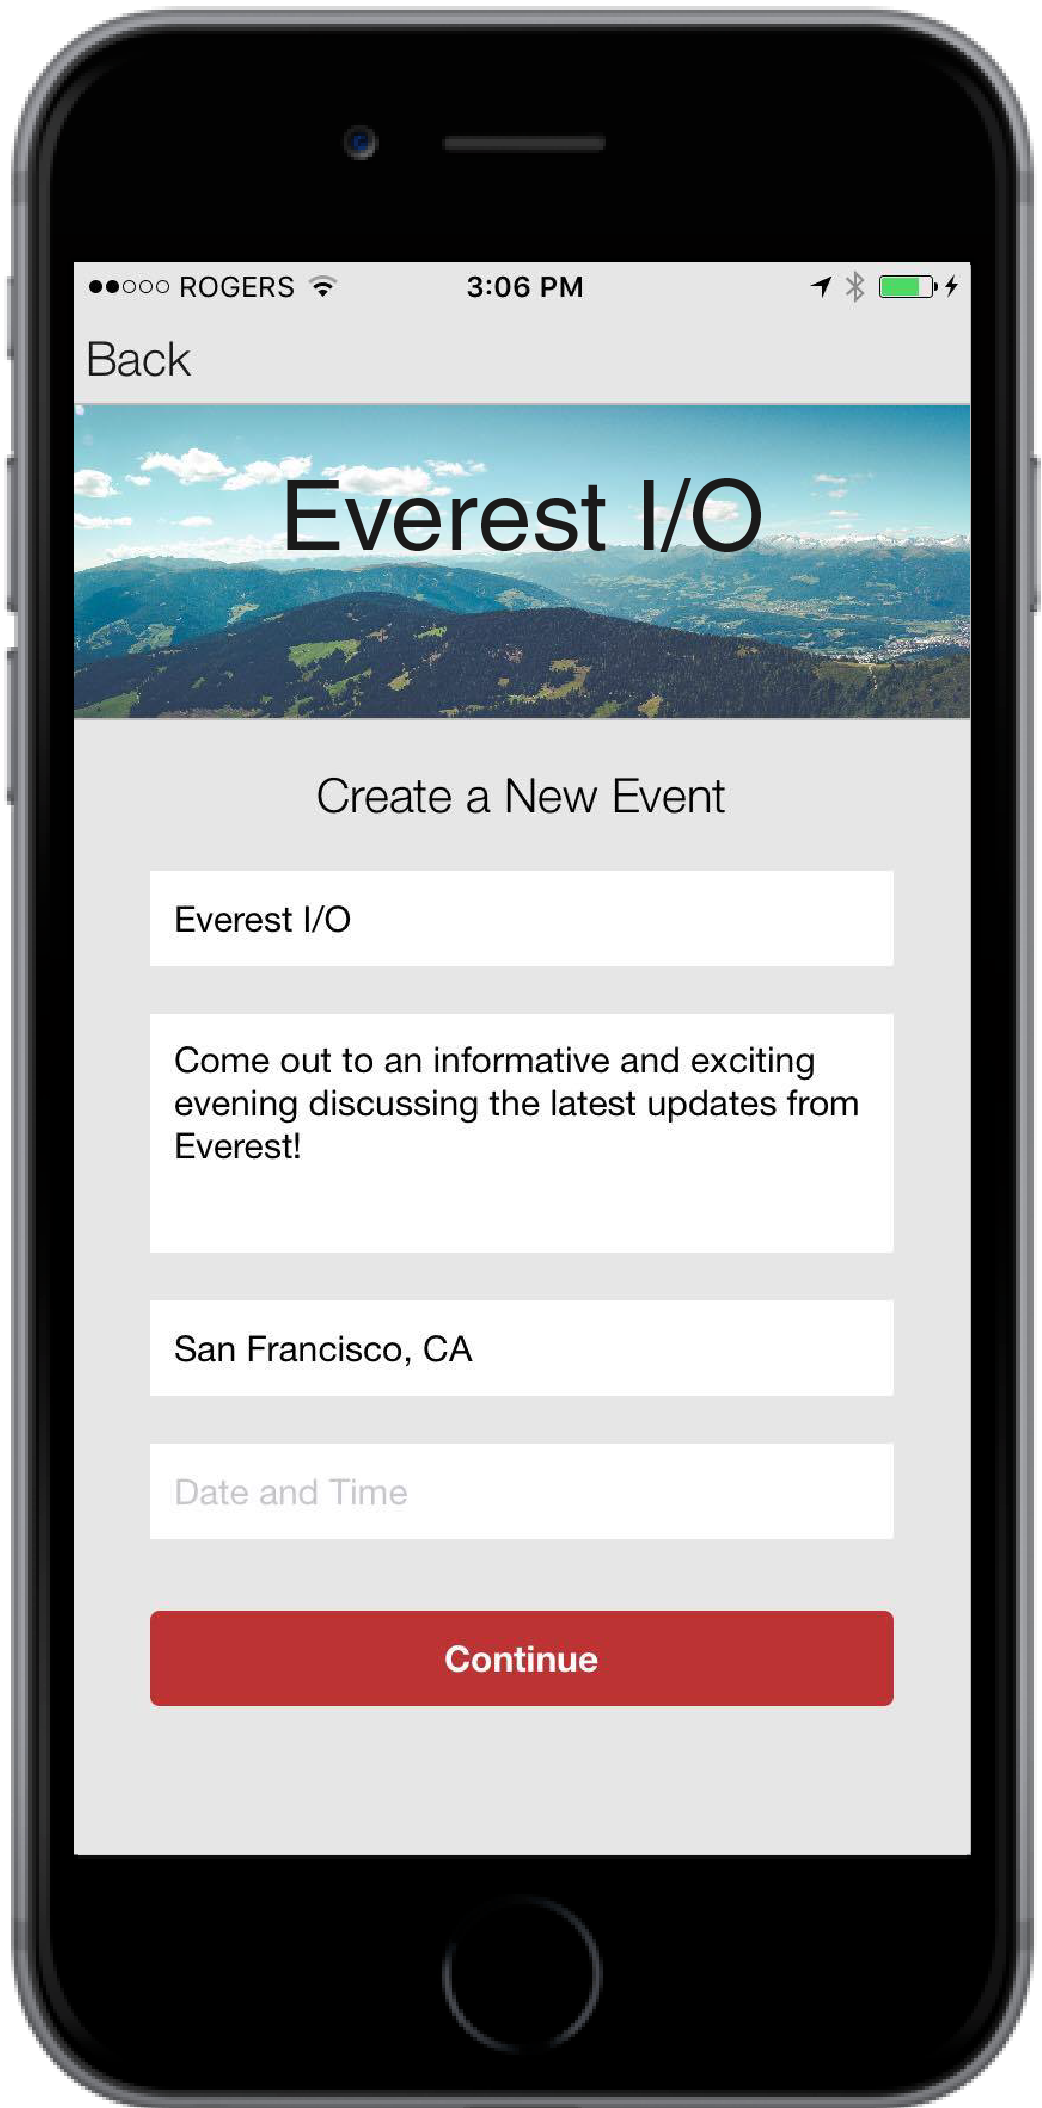 ROGERS 3:06 PM
Back
Everest I/O
Create a New Event
Everest I/O
Come out to an informative and exciting
evening discussing the latest updates from
Everest!
San Francisco, CA
Date and Time
Continue